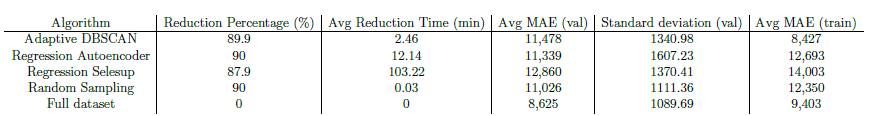 Algorithm Reduction Percentage (%) Avg Reduction Time (min) Avg MAE (val) Standard deviation (val) Avg MAE (train)
Adaptive DBSCAN 89.9 2.46 11,478 1340.98 8,427
Regression Autoencoder 90 12.14 11,339 1607.23 12,693
Regression Selesup 87.9 103.22 12,860 1370.41 14,003
Random Sampling 90 0.03 11,026 1111.36 12,350
Full dataset 0 0 8,625 1089.69 9,403